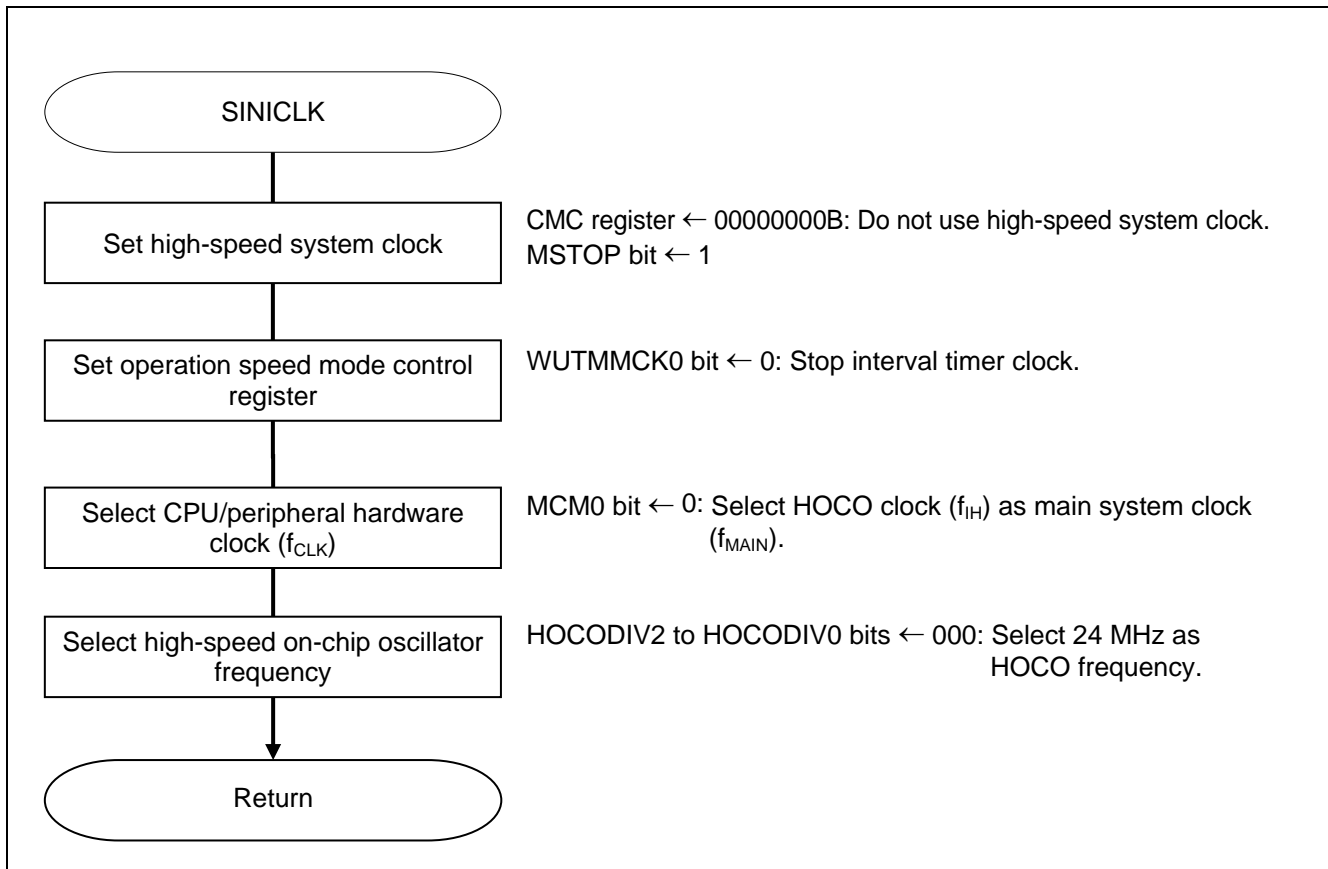 SINICLK
Set high-speed system clock
CMC register ← 00000000B: Do not use high-speed system clock.
MSTOP bit ← 1
Set operation speed mode control
register
WUTMMCK0 bit ← 0: Stop interval timer clock.
Select CPU/peripheral hardware
clock (fCLK)
MCM0 bit ← 0: Select HOCO clock (fIH) as main system clock
(fMAIN).
Select high-speed on-chip oscillator
frequency
HOCODIV2 to HOCODIV0 bits ← 000: Select 24 MHz as
HOCO frequency.
Return